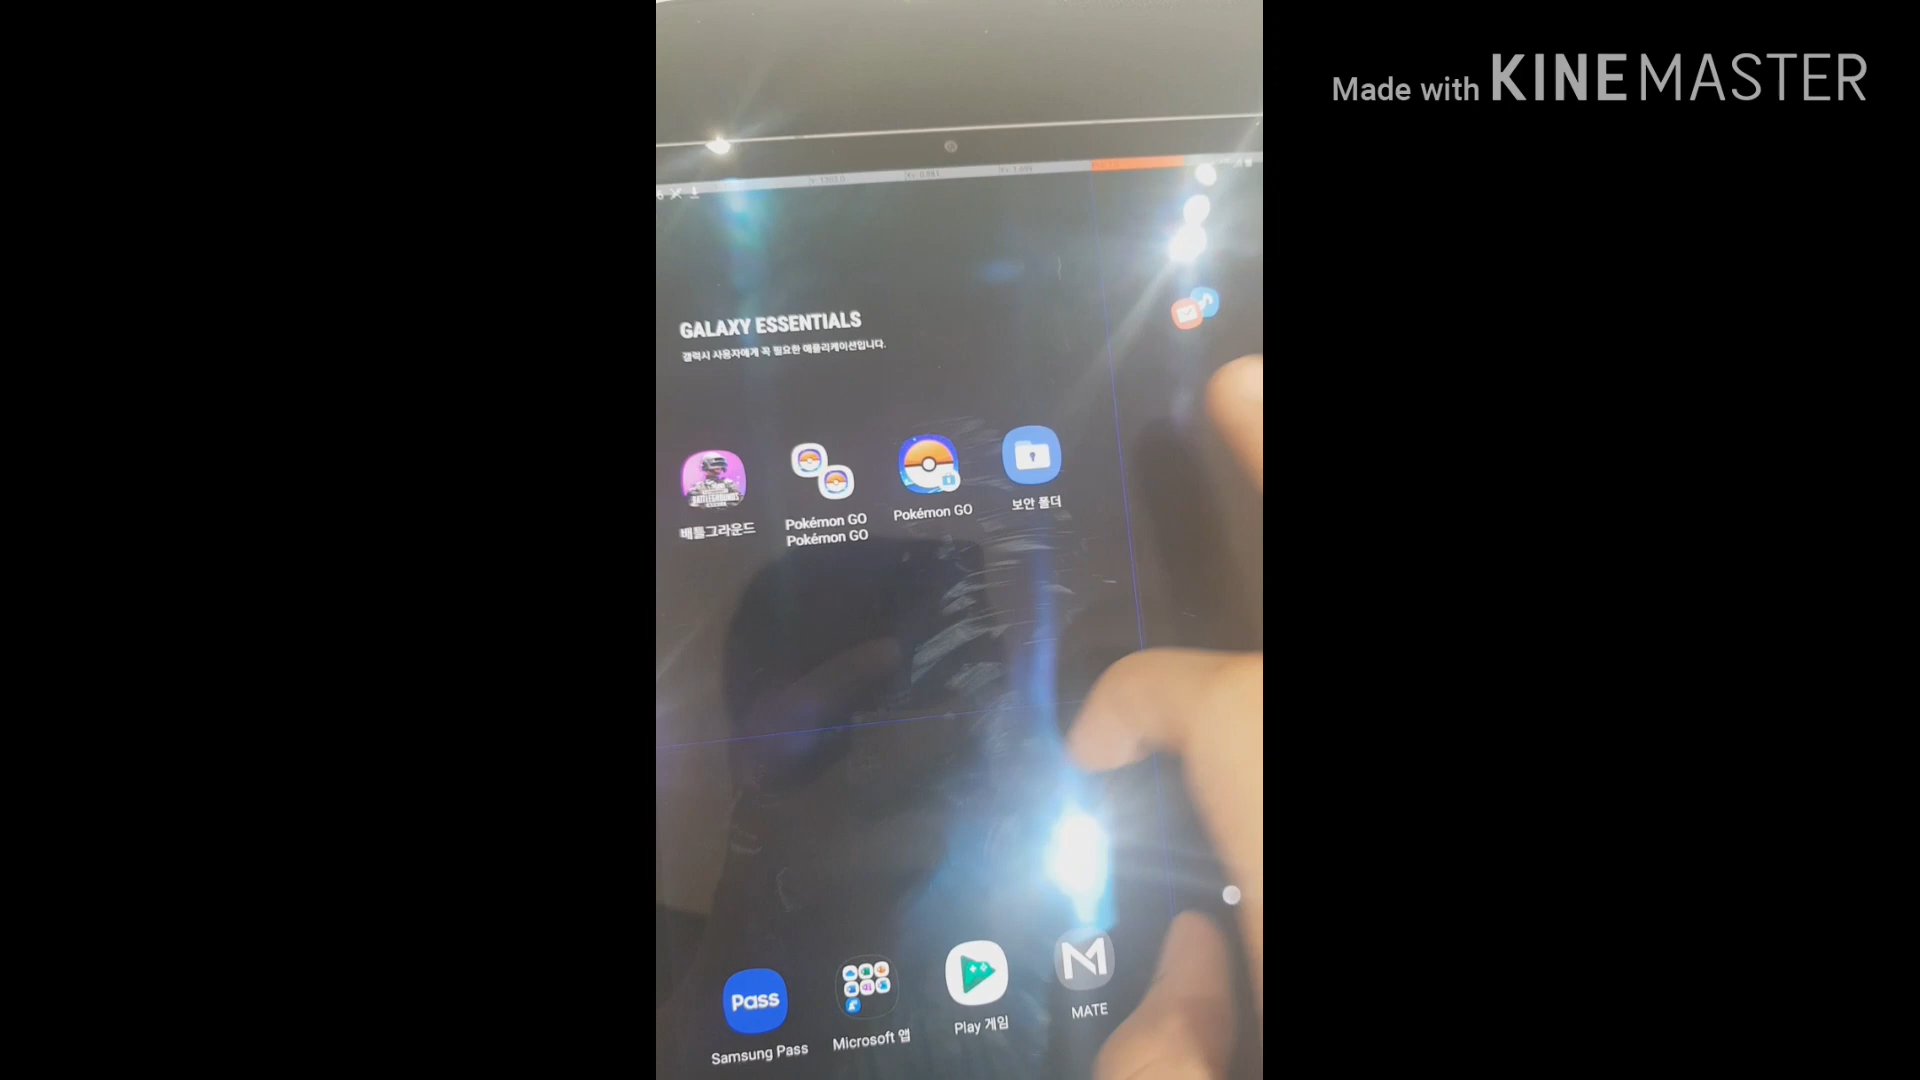 Made with KINEMASTER
GALAXY ESSENTIALS
갤럭시 사용자에게 꼭 필요한 애플리케이션입니다.
배틀그라운드
Pokémon GO
Pokémon GO
Pokémon GO
보안 폴더
BATTLEGROUNDS
Pass
Samsung Pass
Microsoft 앱
Play 게임
MATE